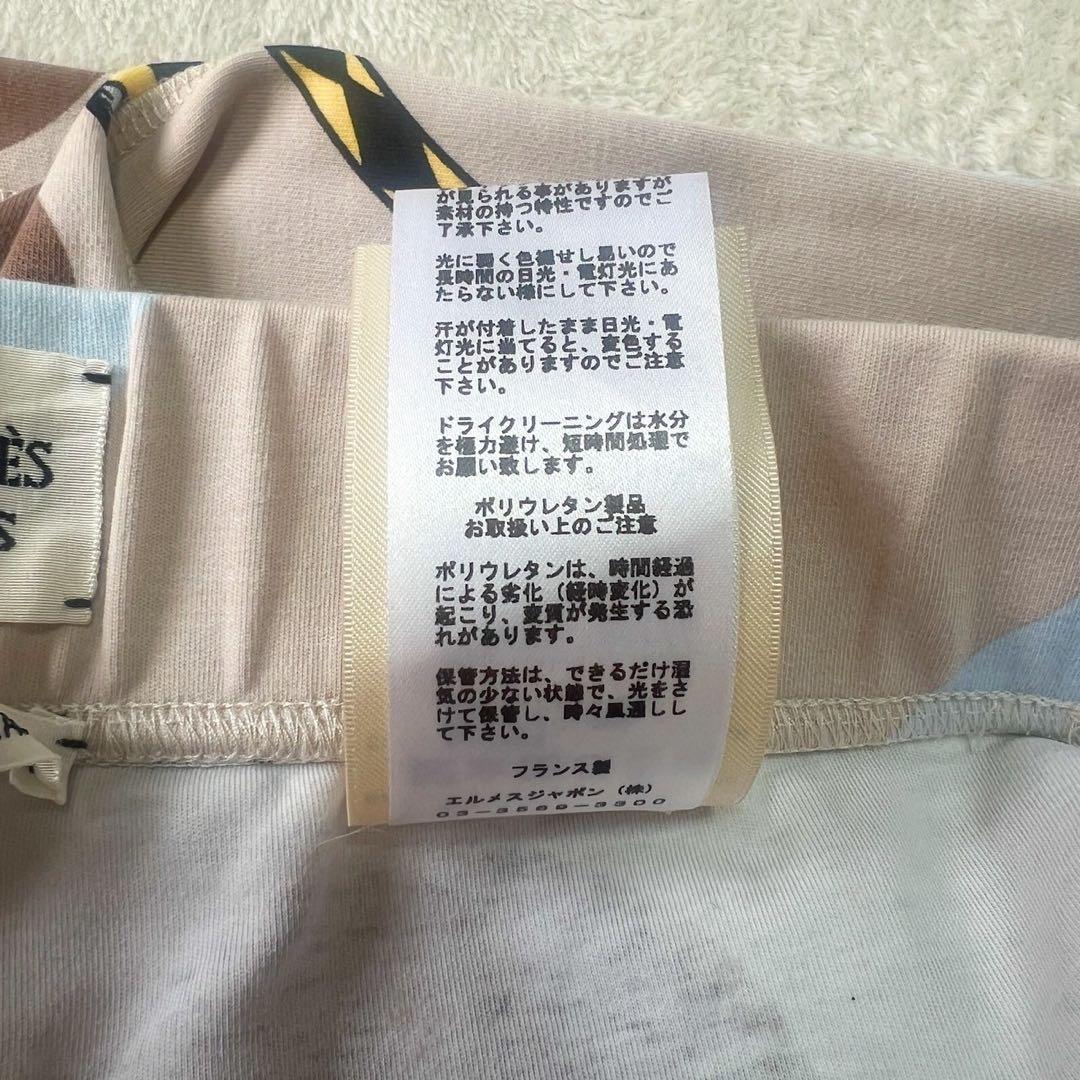 が見られる事がありますが
素材の持つ特性ですのでご
了承下さい。
光に弱く色褪せし易いので
長時間の日光・電灯光にあ
たらない様にして下さい。
汗が付着したまま日光・電
灯光に当てると、変色する
ことがありますのでご注意
下さい。
ドライクリーニングは水分
を極力避け、短時間処理で
お願い致します。
ポリウレタン製品
お取扱い上のご注意
ポリウレタンは、時間経過
による劣化（経時変化）が
起こり、変質が発生する恐
れがあります。
保管方法は、できるだけ湿
気の少ない状態で、光をさ
けて保管し、時々風通しし
て下さい。
フランス製
エルメスジャポン（株）
03-3569-3300
ÈS
S